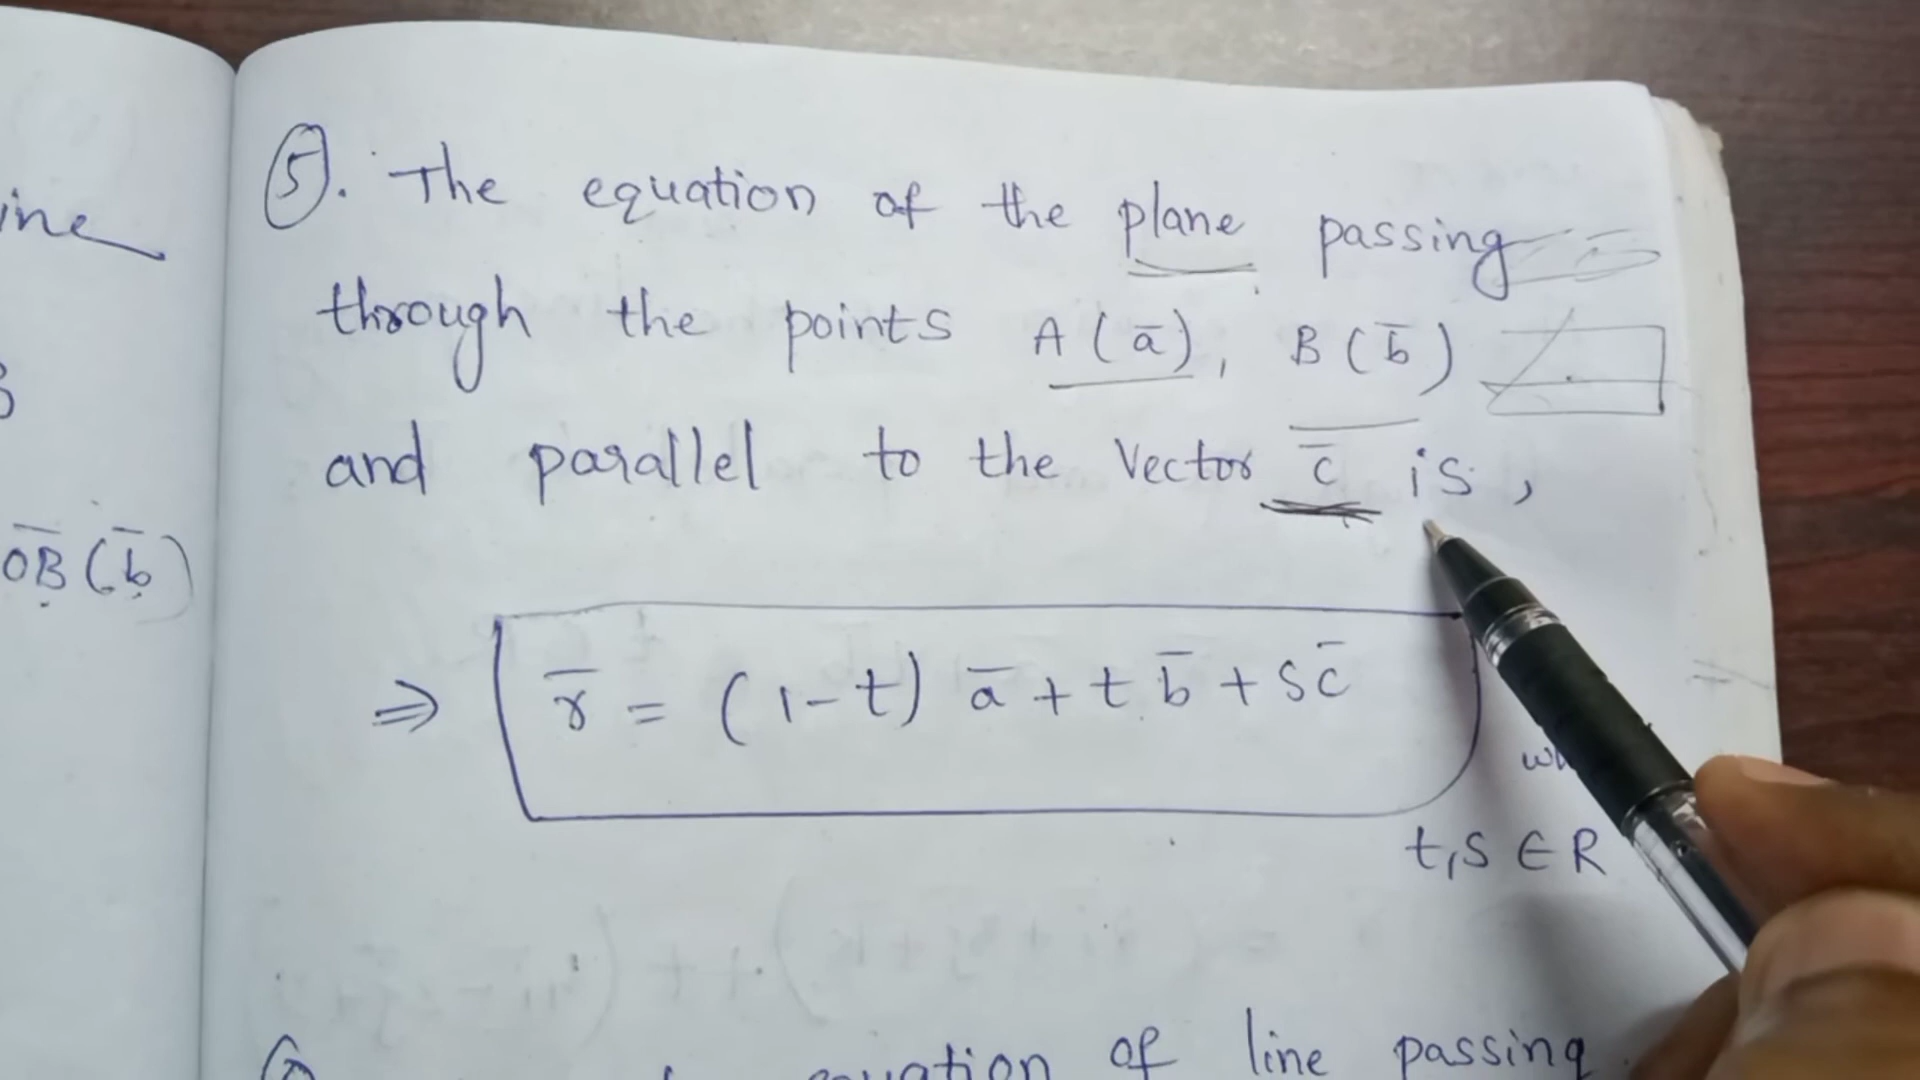 ine
OB̅ (b̅)
⑤. The equation of the plane passing
through the points A (a̅), B (b̅)
and parallel to the vector c̅ is,
⇒ r̅ = (1-t) a̅ + t b̅ + s c̅
t,s ∈ R
equation of line passing